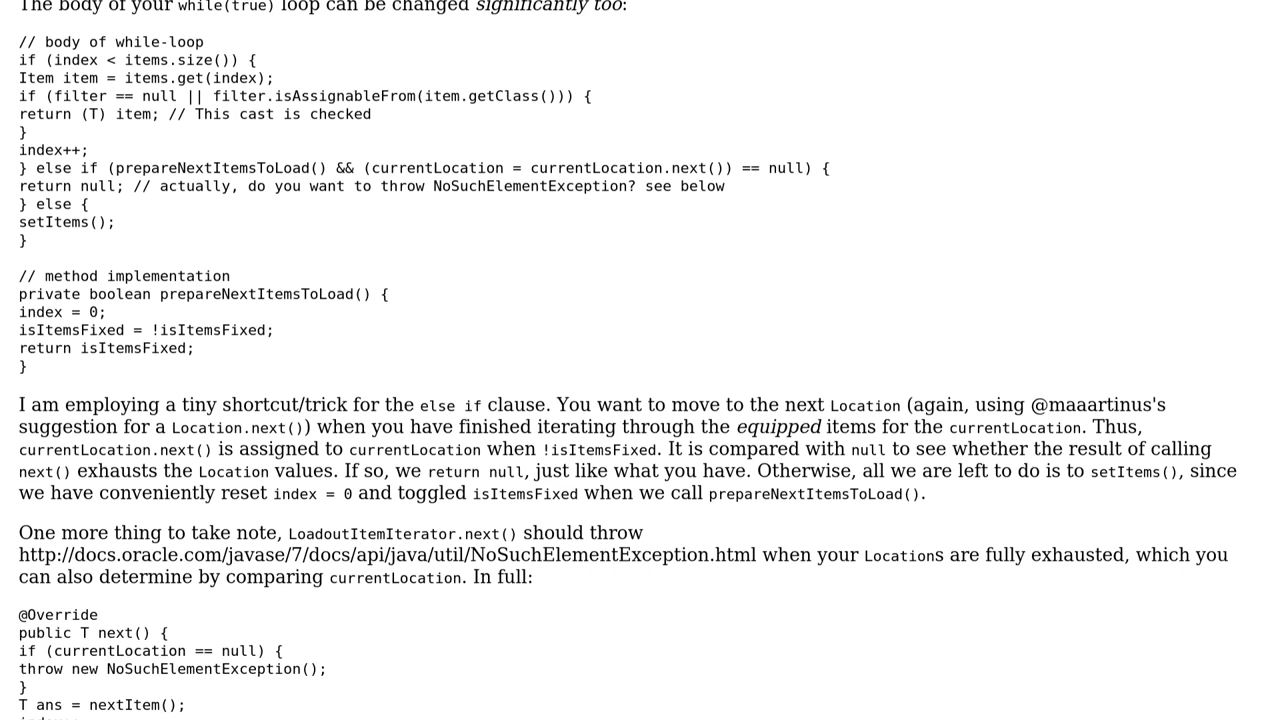 The body of your while(true) loop can be changed significantly too:
// body of while-loop
if (index < items.size()) {
Item item = items.get(index);
if (filter == null || filter.isAssignableFrom(item.getClass())) {
return (T) item; // This cast is checked
}
index++;
} else if (prepareNextItemsToLoad() && (currentLocation = currentLocation.next()) == null) {
return null; // actually, do you want to throw NoSuchElementException? see below
} else {
setItems();
}
// method implementation
private boolean prepareNextItemsToLoad() {
index = 0;
isItemsFixed = !isItemsFixed;
return isItemsFixed;
}
I am employing a tiny shortcut/trick for the else if clause. You want to move to the next Location (again, using @maaartinus's
suggestion for a Location.next()) when you have finished iterating through the equipped items for the currentLocation. Thus,
currentLocation.next() is assigned to currentLocation when !isItemsFixed. It is compared with null to see whether the result of calling
next() exhausts the Location values. If so, we return null, just like what you have. Otherwise, all we are left to do is to setItems(), since
we have conveniently reset index = 0 and toggled isItemsFixed when we call prepareNextItemsToLoad().
One more thing to take note, LoadoutItemIterator.next() should throw
http://docs.oracle.com/javase/7/docs/api/java/util/NoSuchElementException.html when your Locations are fully exhausted, which you
can also determine by comparing currentLocation. In full:
@Override
public T next() {
if (currentLocation == null) {
throw new NoSuchElementException();
}
T ans = nextItem();